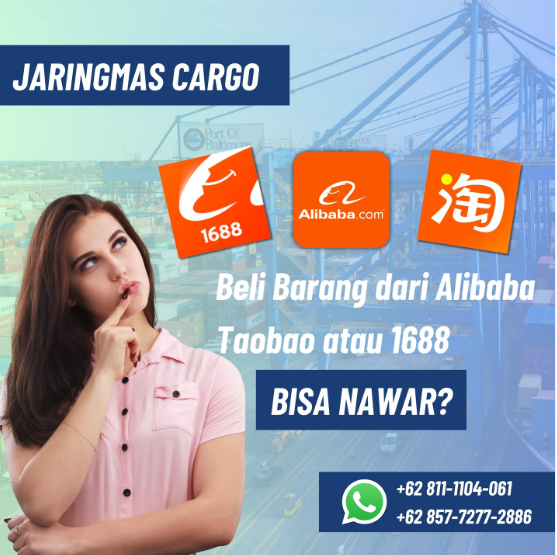 JARINGMAS CARGO
Port Of
Baltimore
1688
Alibaba.com
淘
Beli Barang dari Alibaba
Taobao atau 1688
BISA NAWAR?
+62 811-1104-061
+62 857-7277-2886